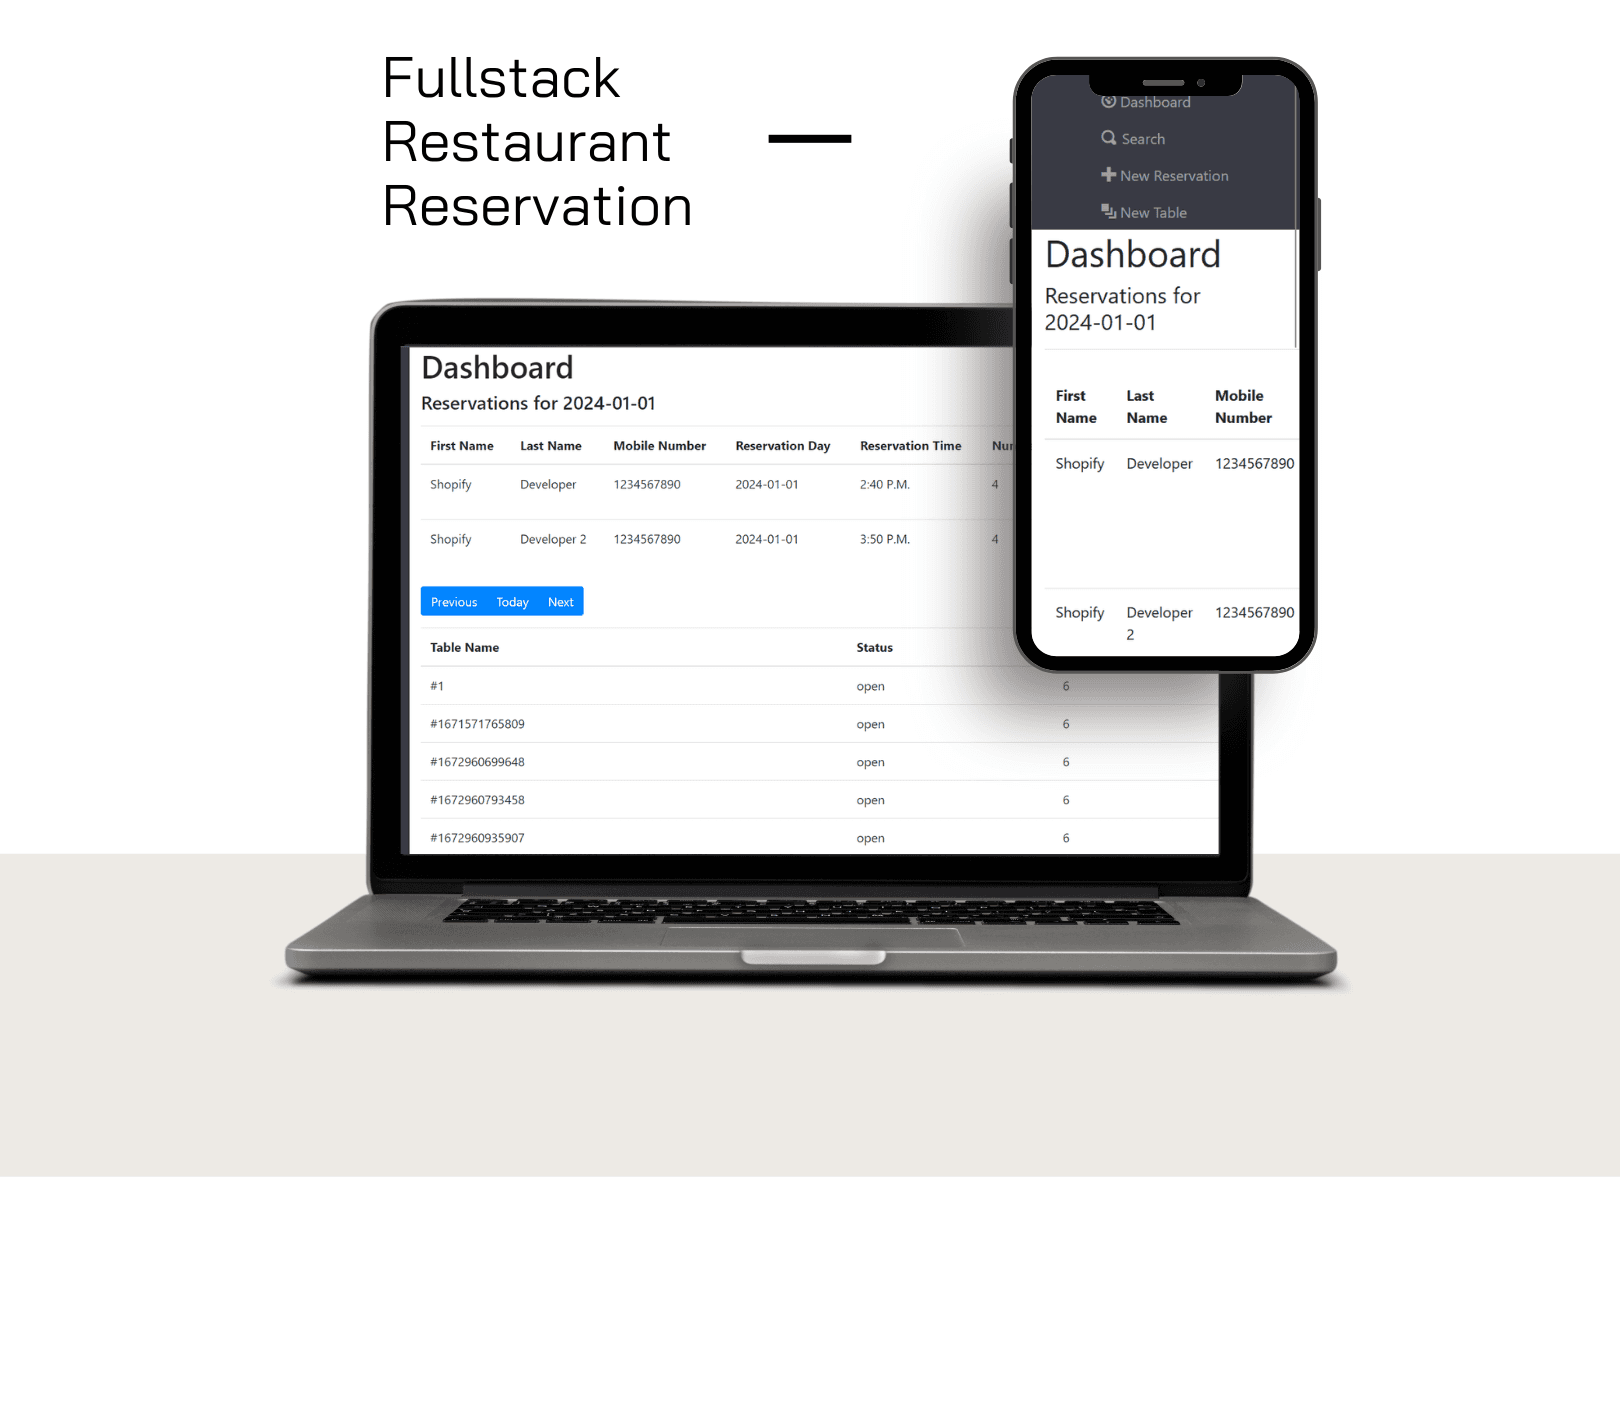 Fullstack
Restaurant
Reservation
Dashboard
Search
New Reservation
New Table
Dashboard
Reservations for
2024-01-01
First Name Last Name Mobile Number
Shopify Developer 1234567890
Shopify Developer 2 1234567890
Dashboard
Reservations for 2024-01-01
First Name Last Name Mobile Number Reservation Day Reservation Time
Shopify Developer 1234567890 2024-01-01 2:40 P.M. 4
Shopify Developer 2 1234567890 2024-01-01 3:50 P.M. 4
Previous Today Next
Table Name Status
#1 open 6
#1671571765809 open 6
#1672960699648 open 6
#1672960793458 open 6
#1672960935907 open 6